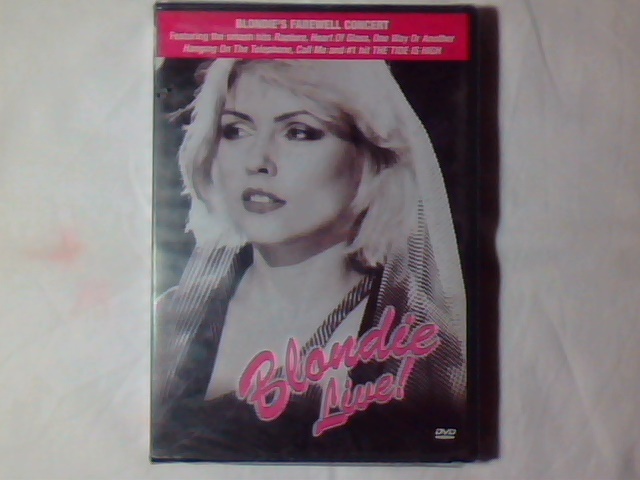 BLONDIE'S FAREWELL CONCERT
Featuring the smash hits Rapture, Heart Of Glass, One Way Or Another
Hanging On The Telephone, Call Me and #1 hit THE TIDE IS HIGH
Blondie
Live!
DVD